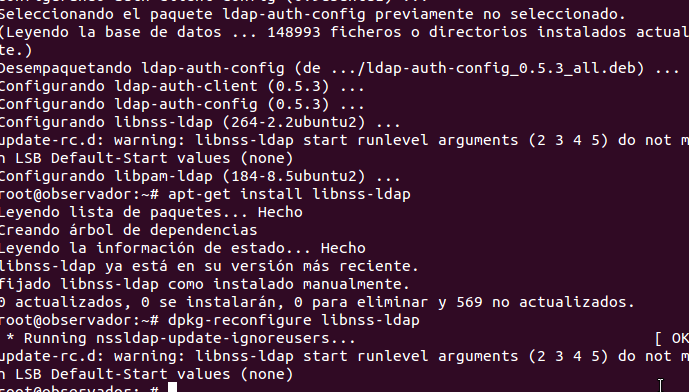 Seleccionando el paquete ldap-auth-config previamente no seleccionado.
(Leyendo la base de datos ... 148993 ficheros o directorios instalados actual
te.)
Desempaquetando ldap-auth-config (de .../ldap-auth-config_0.5.3_all.deb) ...
Configurando ldap-auth-client (0.5.3) ...
Configurando ldap-auth-config (0.5.3) ...
Configurando libnss-ldap (264-2.2ubuntu2) ...
update-rc.d: warning: libnss-ldap start runlevel arguments (2 3 4 5) do not m
n LSB Default-Start values (none)
Configurando libpam-ldap (184-8.5ubuntu2) ...
root@observador:~# apt-get install libnss-ldap
Leyendo lista de paquetes... Hecho
Creando árbol de dependencias
Leyendo la información de estado... Hecho
libnss-ldap ya está en su versión más reciente.
fijado libnss-ldap como instalado manualmente.
0 actualizados, 0 se instalarán, 0 para eliminar y 569 no actualizados.
root@observador:~# dpkg-reconfigure libnss-ldap
* Running nssldap-update-ignoreusers... [ OK
update-rc.d: warning: libnss-ldap start runlevel arguments (2 3 4 5) do not m
n LSB Default-Start values (none)
root@observador:~#